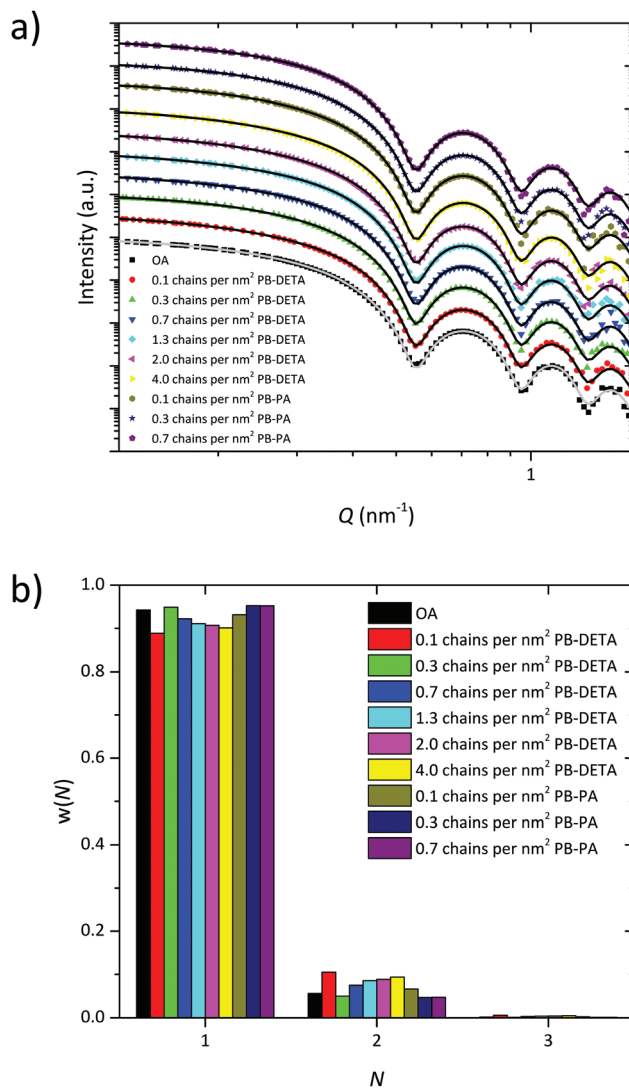 a)
Intensity (a.u.)
OA
0.1 chains per nm² PB-DETA
0.3 chains per nm² PB-DETA
0.7 chains per nm² PB-DETA
1.3 chains per nm² PB-DETA
2.0 chains per nm² PB-DETA
4.0 chains per nm² PB-DETA
0.1 chains per nm² PB-PA
0.3 chains per nm² PB-PA
0.7 chains per nm² PB-PA
1
Q (nm⁻¹)
b)
1.0
0.8
0.6
0.4
0.2
0.0
w(N)
OA
0.1 chains per nm² PB-DETA
0.3 chains per nm² PB-DETA
0.7 chains per nm² PB-DETA
1.3 chains per nm² PB-DETA
2.0 chains per nm² PB-DETA
4.0 chains per nm² PB-DETA
0.1 chains per nm² PB-PA
0.3 chains per nm² PB-PA
0.7 chains per nm² PB-PA
1 2 3
N